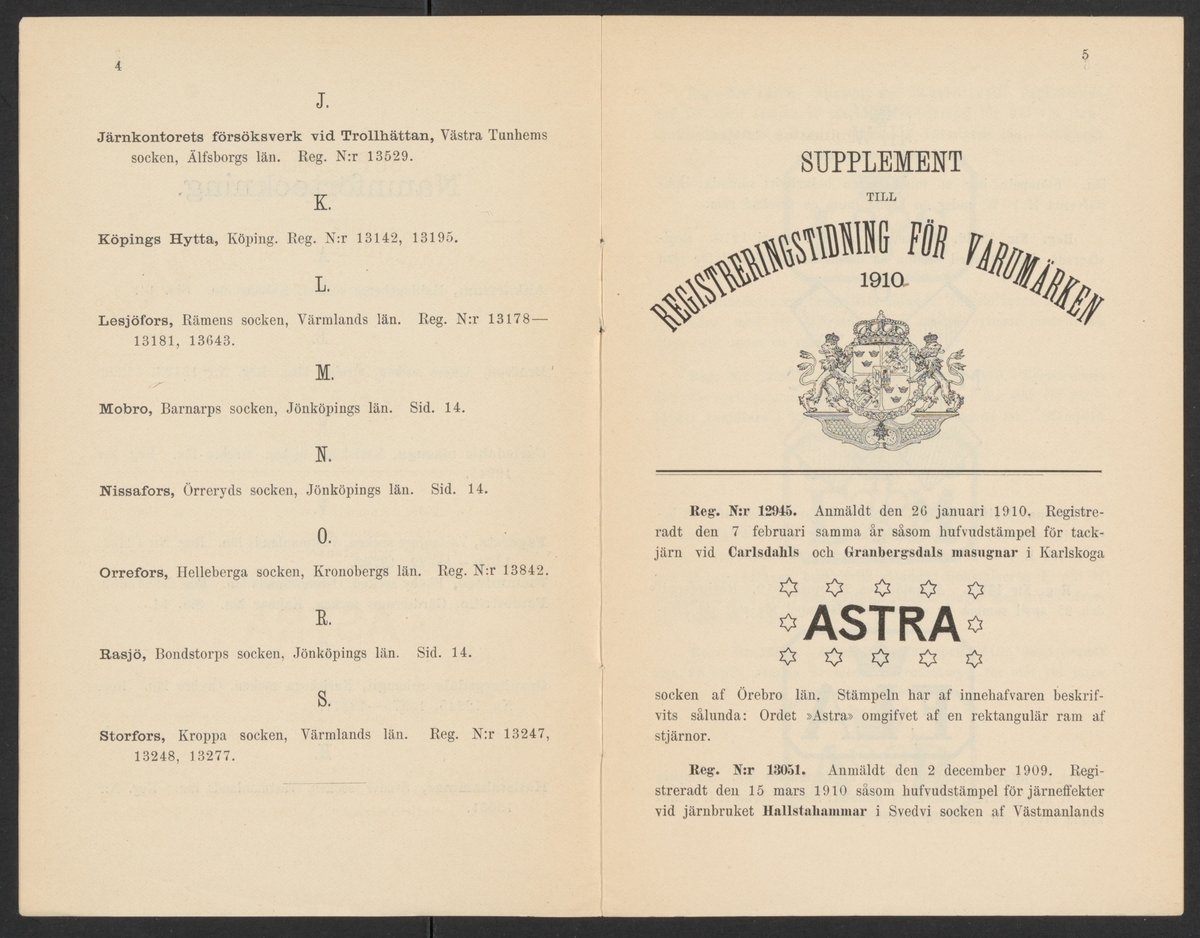 4
J.
Järnkontorets försöksverk vid Trollhättan, Västra Tunhems
socken, Älfsborgs län. Reg. N:r 13529.
K.
Köpings Hytta, Köping. Reg. N:r 13142, 13195.
L.
Lesjöfors, Rämens socken, Värmlands län. Reg. N:r 13178—
13181, 13643.
M.
Mobro, Barnarps socken, Jönköpings län. Sid. 14.
N.
Nissafors, Örreryds socken, Jönköpings län. Sid. 14.
O.
Orrefors, Helleberga socken, Kronobergs län. Reg. N:r 13842.
R.
Rasjö, Bondstorps socken, Jönköpings län. Sid. 14.
S.
Storfors, Kroppa socken, Värmlands län. Reg. N:r 13247,
13248, 13277.
5
SUPPLEMENT
TILL
REGISTRERINGSTIDNING FÖR VARUMÄRKEN
1910.
Reg. N:r 12945. Anmäldt den 26 januari 1910. Registre-
radt den 7 februari samma år såsom hufvudstämpel för tack-
järn vid Carlsdahls och Granbergsdals masugnar i Karlskoga
ASTRA
socken af Örebro län. Stämpeln har af innehafvaren beskrif-
vits sålunda: Ordet »Astra» omgifvet af en rektangulär ram af
stjärnor.
Reg. N:r 13051. Anmäldt den 2 december 1909. Regi-
streradt den 15 mars 1910 såsom hufvudstämpel för järneffekter
vid järnbruket Hallstahammar i Svedvi socken af Västmanlands